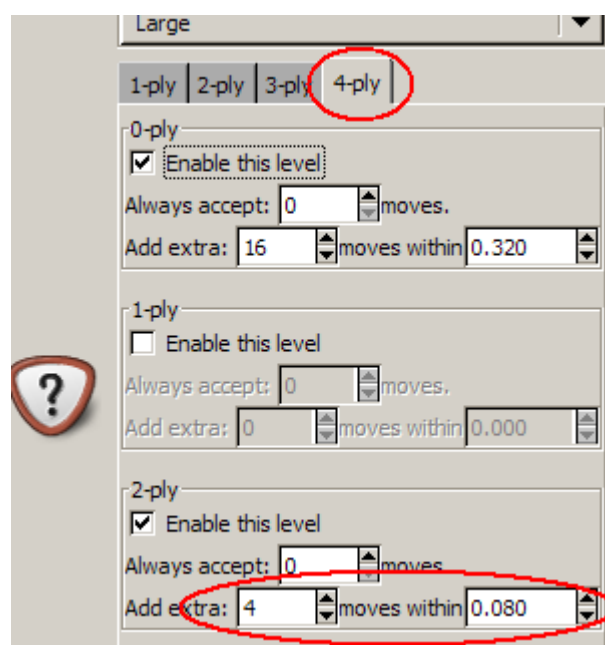 Large
1-ply 2-ply 3-ply 4-ply
0-ply
Enable this level
Always accept: 0 moves.
Add extra: 16 moves within 0.320
1-ply
Enable this level
Always accept: 0 moves.
Add extra: 0 moves within 0.000
?
2-ply
Enable this level
Always accept: 0 moves.
Add extra: 4 moves within 0.080